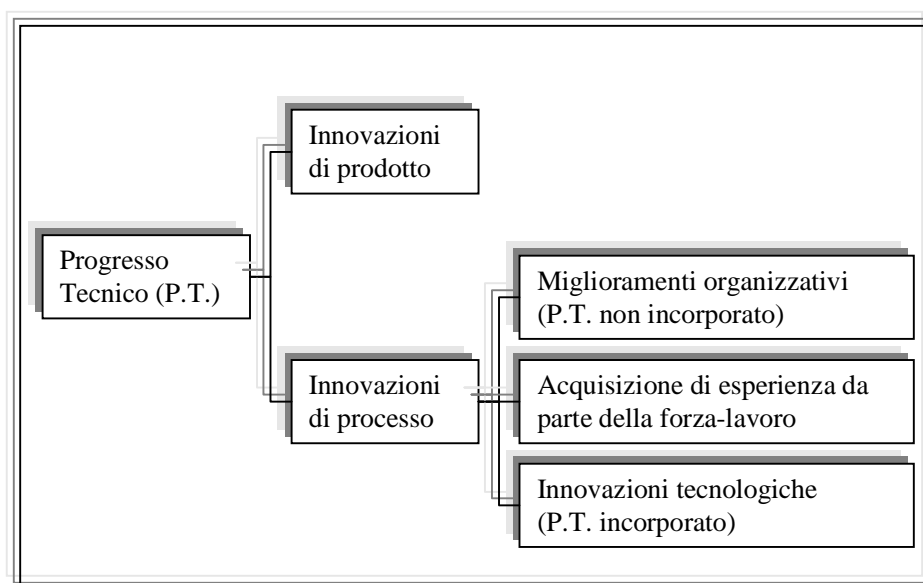 Innovazioni
di prodotto
Progresso
Tecnico (P.T.)
Innovazioni
di processo
Miglioramenti organizzativi
(P.T. non incorporato)
Acquisizione di esperienza da
parte della forza-lavoro
Innovazioni tecnologiche
(P.T. incorporato)